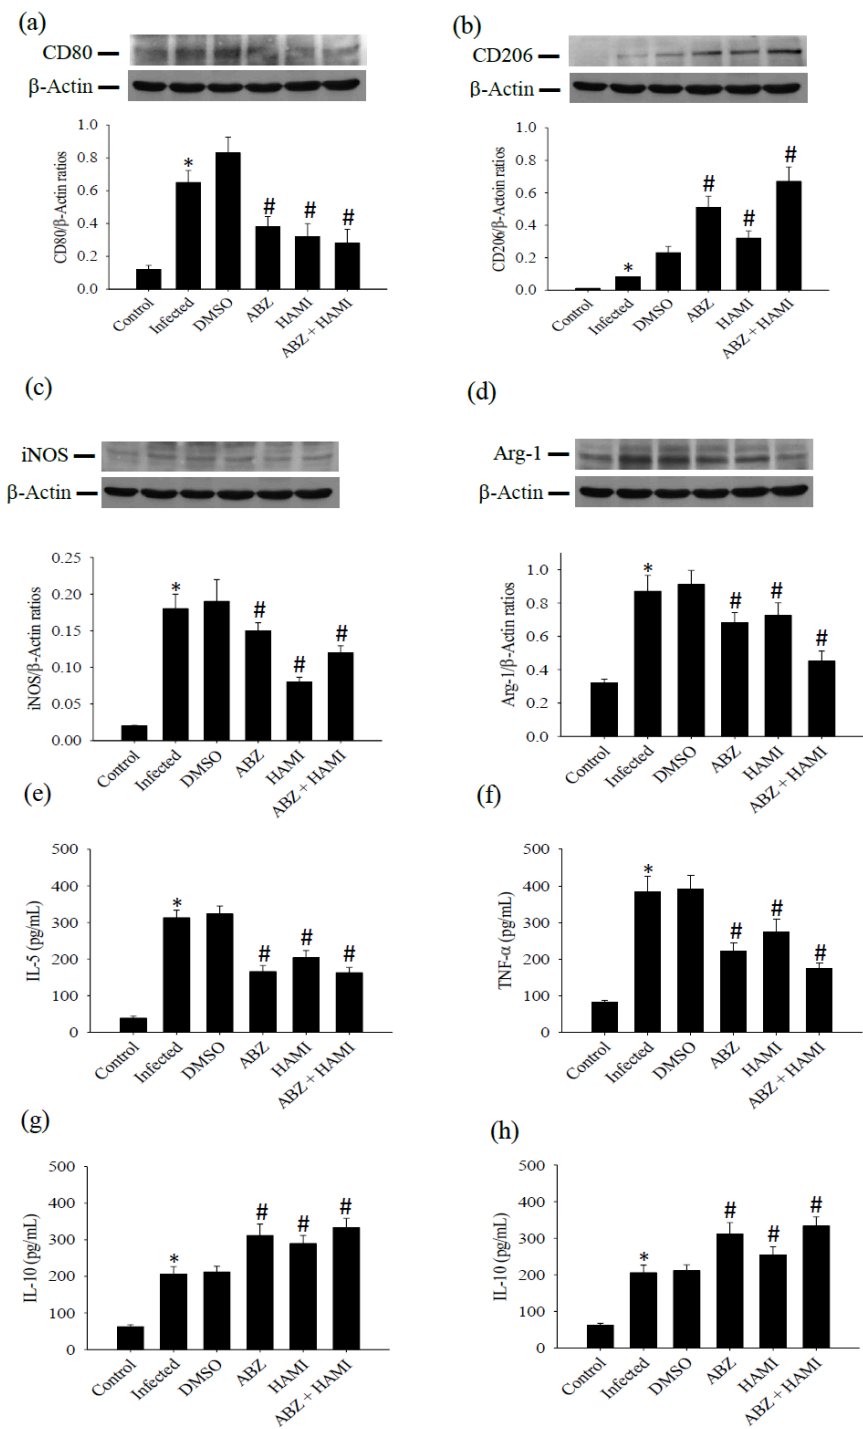 (a)
CD80
β-Actin
CD80/β-Actin ratios
1.0
0.8
0.6
0.4
0.2
0.0
*
#
#
#
Control
Infected
DMSO
ABZ
HAMI
ABZ + HAMI
(b)
CD206
β-Actin
CD206/β-Actoin ratios
1.0
0.8
0.6
0.4
0.2
0.0
*
#
#
#
Control
Infected
DMSO
ABZ
HAMI
ABZ + HAMI
(c)
iNOS
β-Actin
iNOS/β-Actin ratios
0.25
0.20
0.15
0.10
0.05
0.00
*
#
#
#
Control
Infected
DMSO
ABZ
HAMI
ABZ + HAMI
(d)
Arg-1
β-Actin
Arg-1/β-Actin ratios
1.0
0.8
0.6
0.4
0.2
0.0
*
#
#
#
Control
Infected
DMSO
ABZ
HAMI
ABZ + HAMI
(e)
IL-5 (pg/mL)
500
400
300
200
100
0
*
#
#
#
Control
Infected
DMSO
ABZ
HAMI
ABZ + HAMI
(f)
TNF-α (pg/mL)
500
400
300
200
100
0
*
#
#
#
Control
Infected
DMSO
ABZ
HAMI
ABZ + HAMI
(g)
IL-10 (pg/mL)
500
400
300
200
100
0
*
#
#
#
Control
Infected
DMSO
ABZ
HAMI
ABZ + HAMI
(h)
IL-10 (pg/mL)
500
400
300
200
100
0
*
#
#
#
Control
Infected
DMSO
ABZ
HAMI
ABZ + HAMI